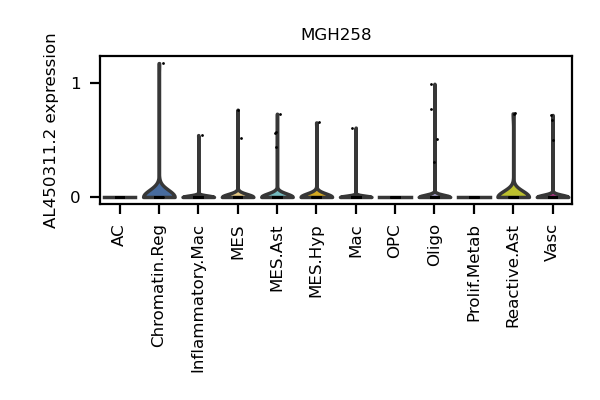 MGH258
AL450311.2 expression
1
0
AC
Chromatin.Reg
Inflammatory.Mac
MES
MES.Ast
MES.Hyp
Mac
OPC
Oligo
Prolif.Metab
Reactive.Ast
Vasc